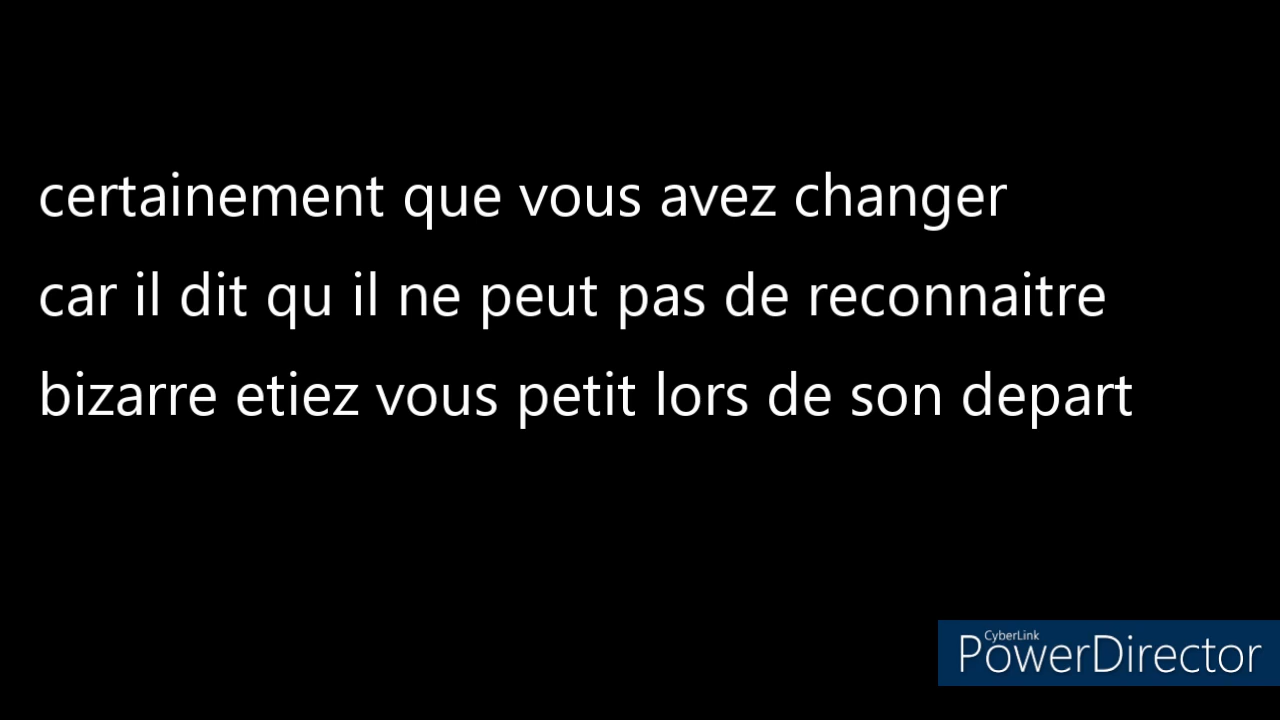 certainement que vous avez changer
car il dit qu il ne peut pas de reconnaitre
bizarre etiez vous petit lors de son depart
CyberLink
PowerDirector